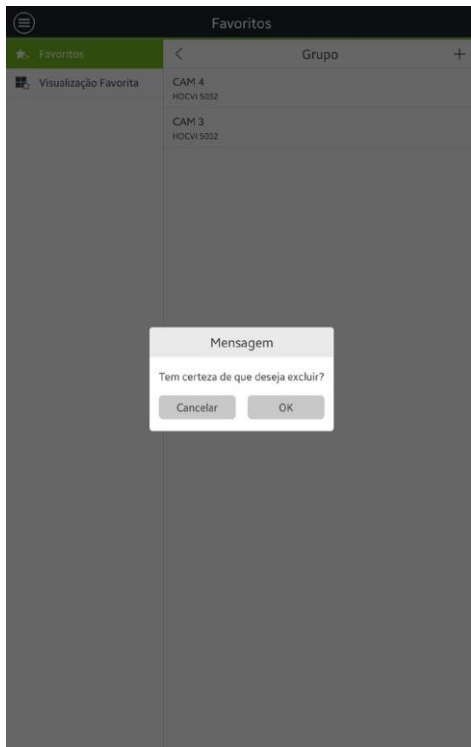 Favoritos
Favoritos
Grupo
Visualização Favorita
CAM 4
HDCVI 5032
CAM 3
HDCVI 5032
Mensagem
Tem certeza de que deseja excluir?
Cancelar
OK